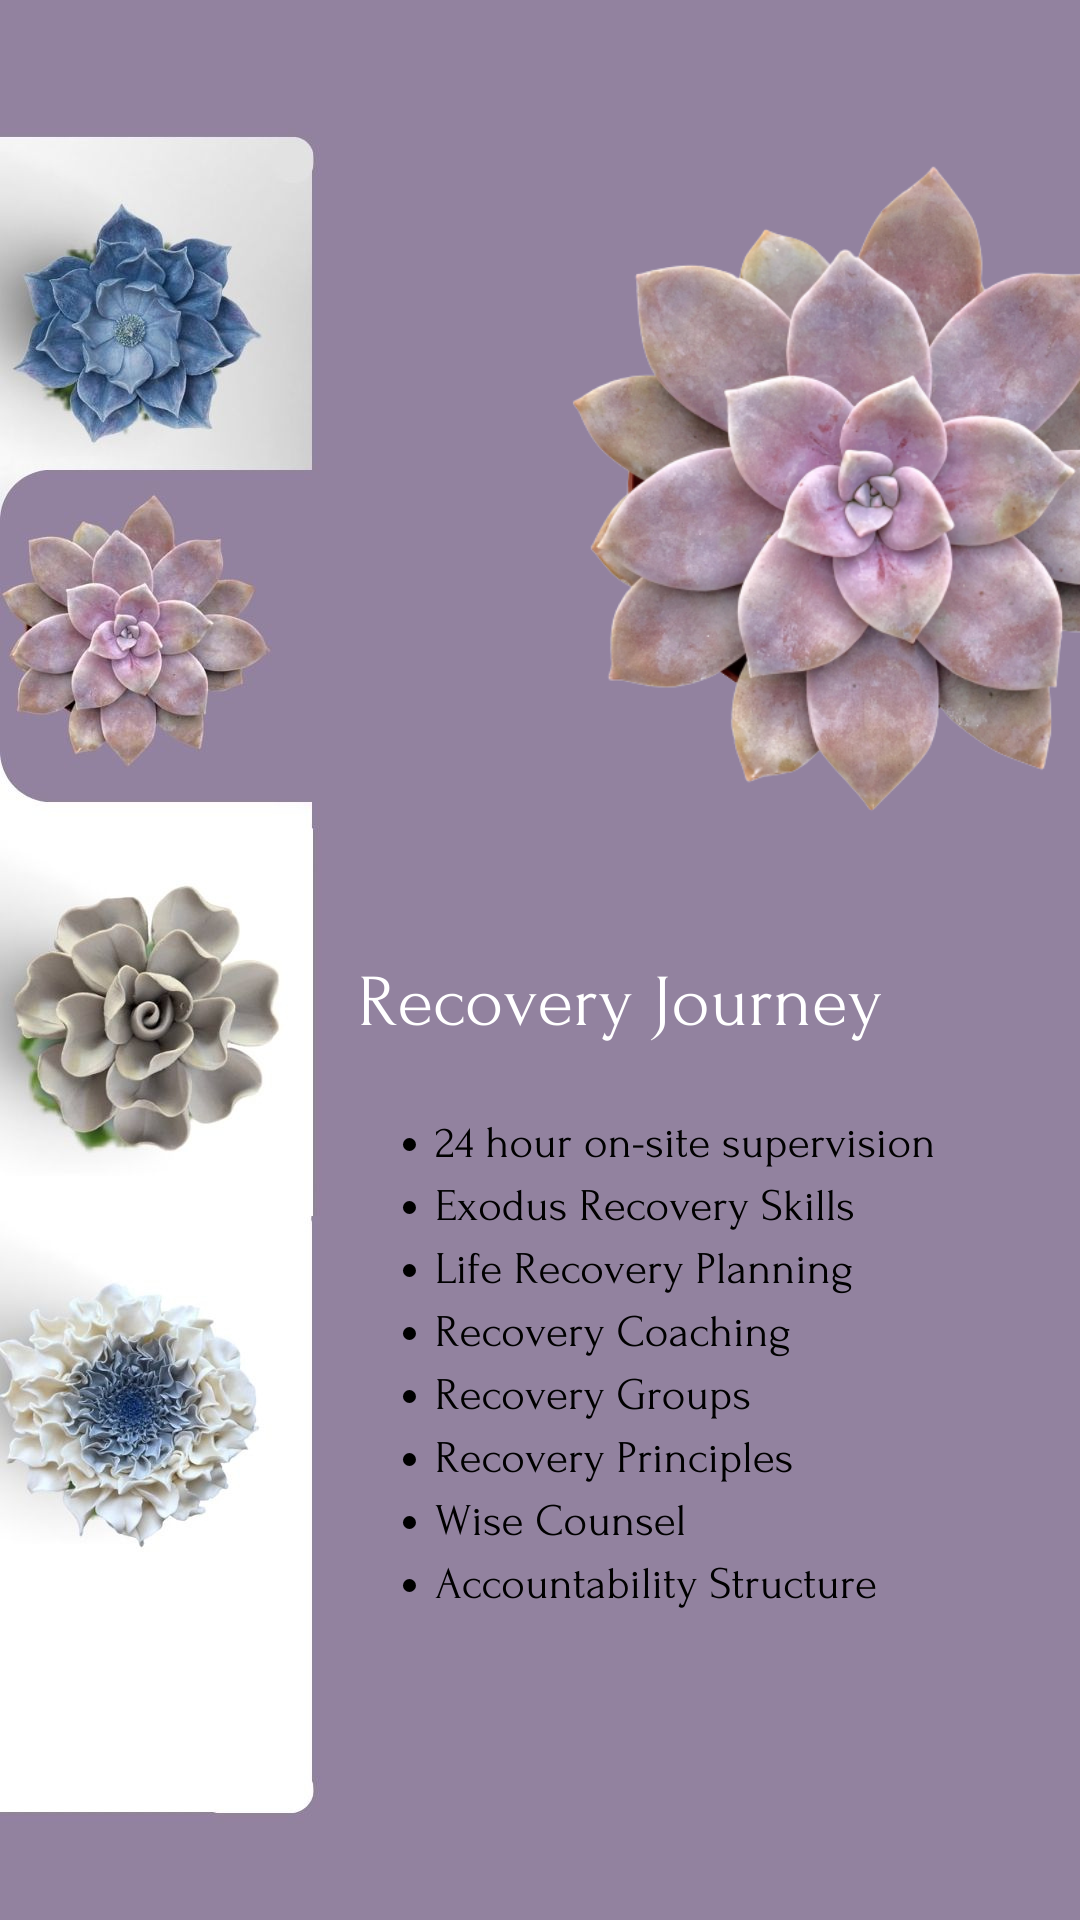 Recovery Journey
• 24 hour on-site supervision
• Exodus Recovery Skills
• Life Recovery Planning
• Recovery Coaching
• Recovery Groups
• Recovery Principles
• Wise Counsel
• Accountability Structure